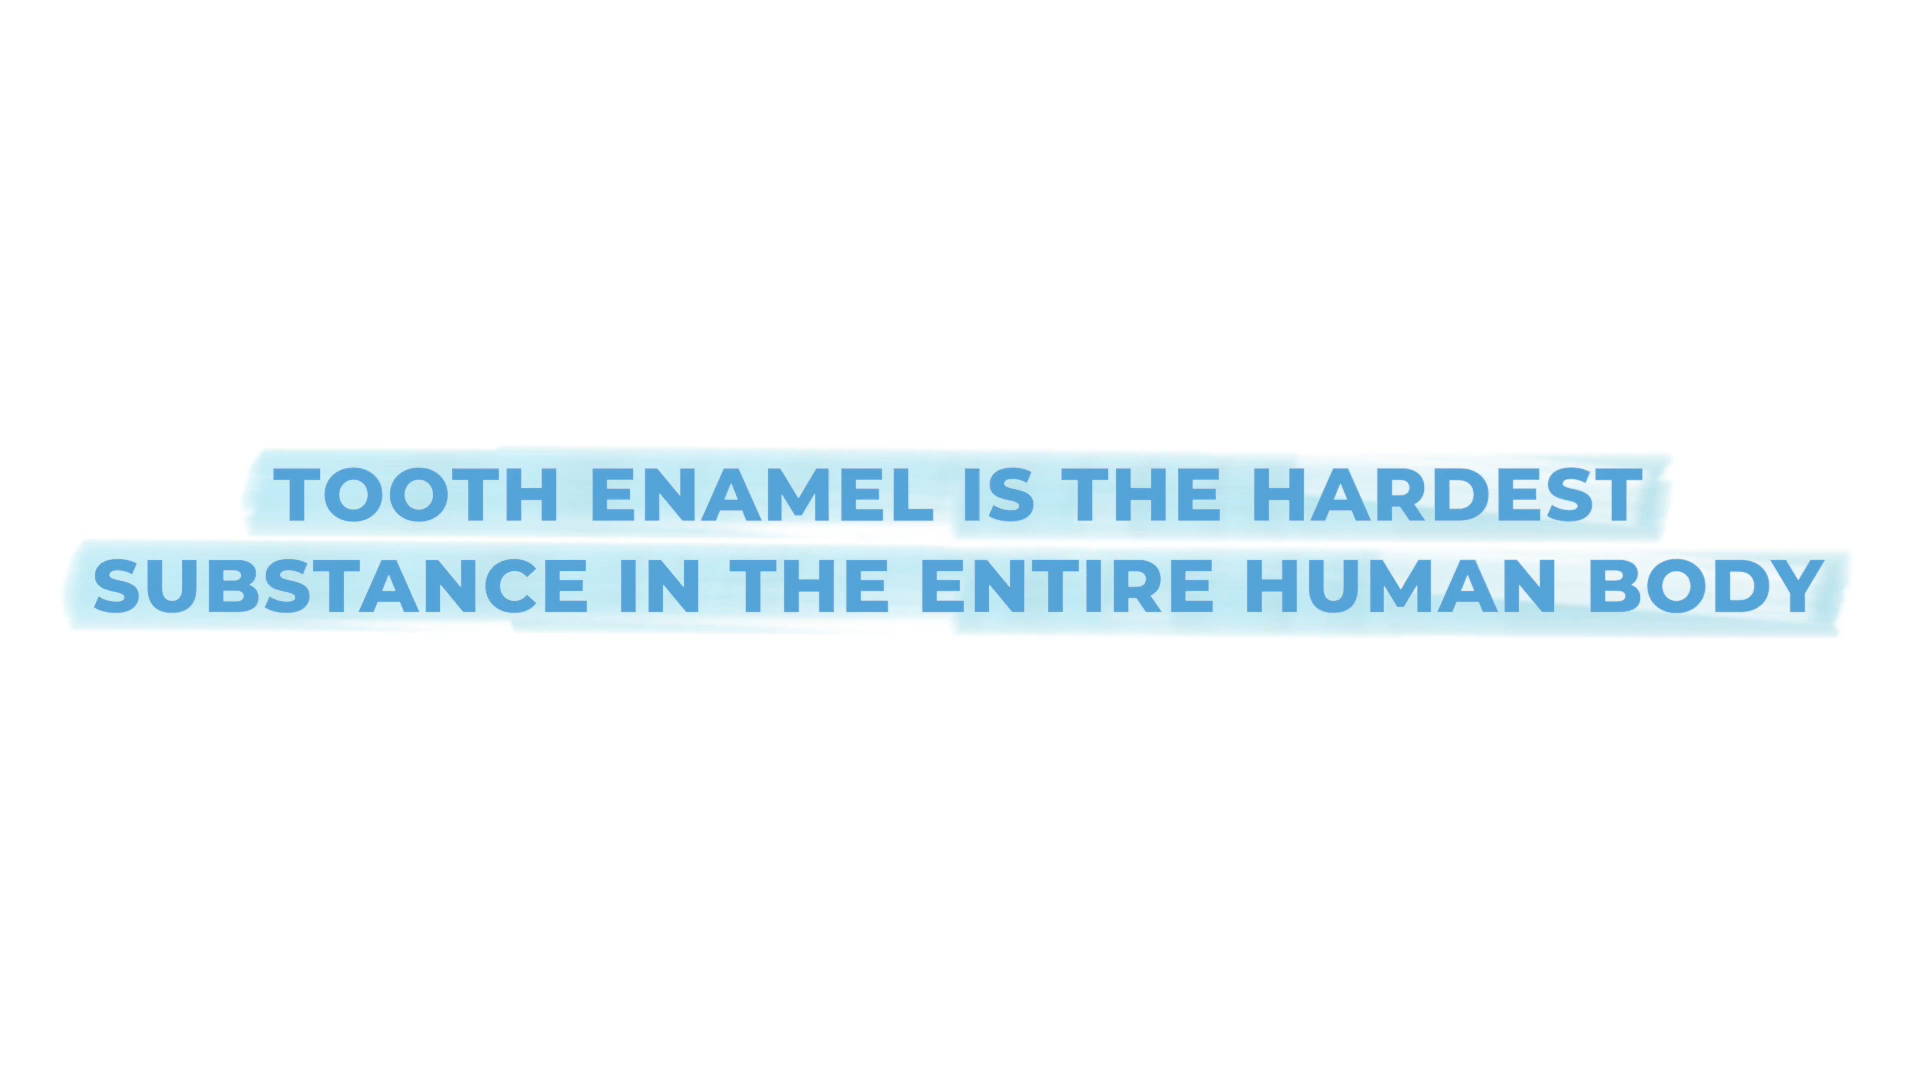 TOOTH ENAMEL IS THE HARDEST
SUBSTANCE IN THE ENTIRE HUMAN BODY